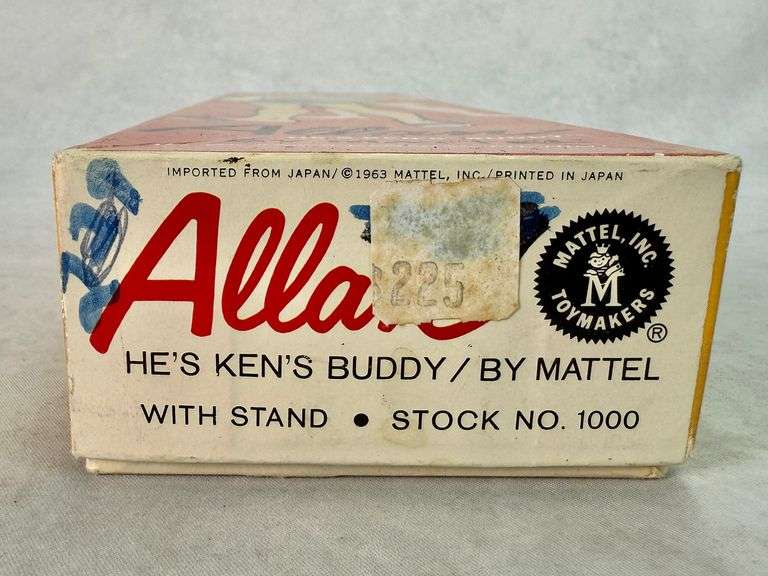 IMPORTED FROM JAPAN/ © 1963 MATTEL, INC./PRINTED IN JAPAN
Alla
$225
MATTEL, INC.
M
TOYMAKERS
®
HE'S KEN'S BUDDY/ BY MATTEL
WITH STAND • STOCK NO. 1000